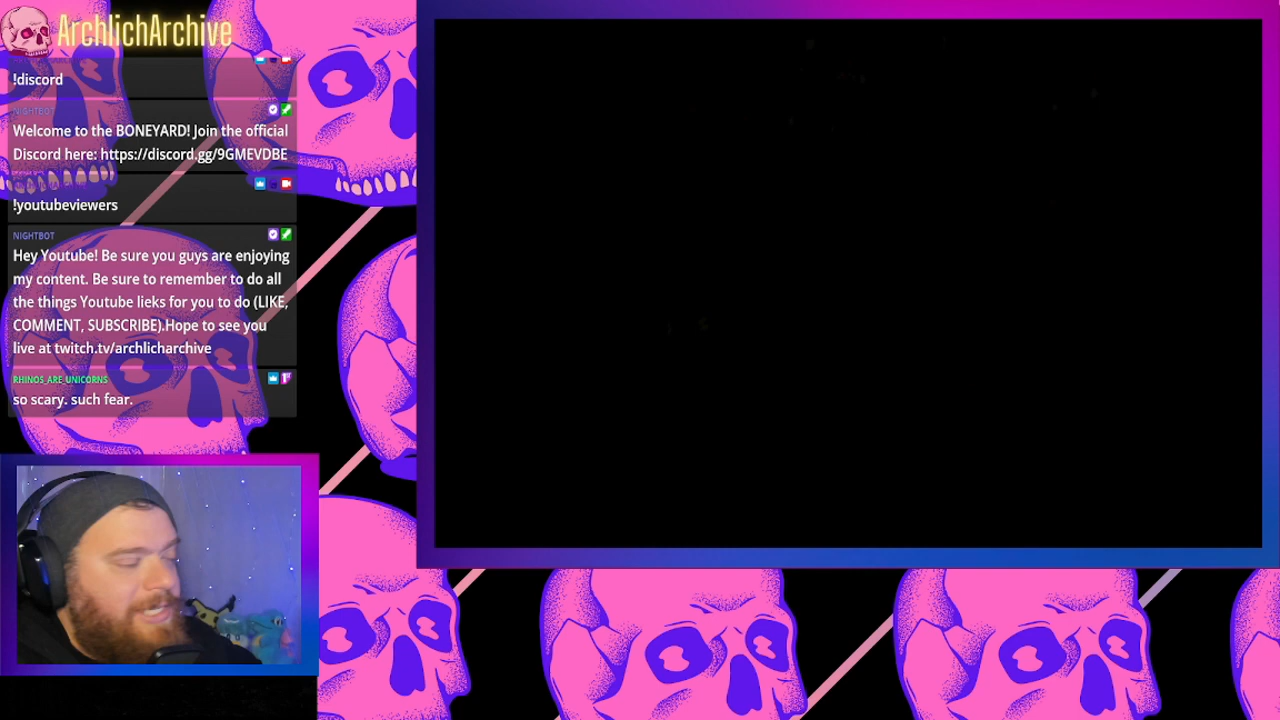 ArchlichArchive
!discord
NIGHTBOT
Welcome to the BONEYARD! Join the official
Discord here: https://discord.gg/9GMEVDBE
!youtubeviewers
NIGHTBOT
Hey Youtube! Be sure you guys are enjoying
my content. Be sure to remember to do all
the things Youtube lieks for you to do (LIKE,
COMMENT, SUBSCRIBE).Hope to see you
live at twitch.tv/archlicharchive
RHINOS_ARE_UNICORNS
so scary. such fear.